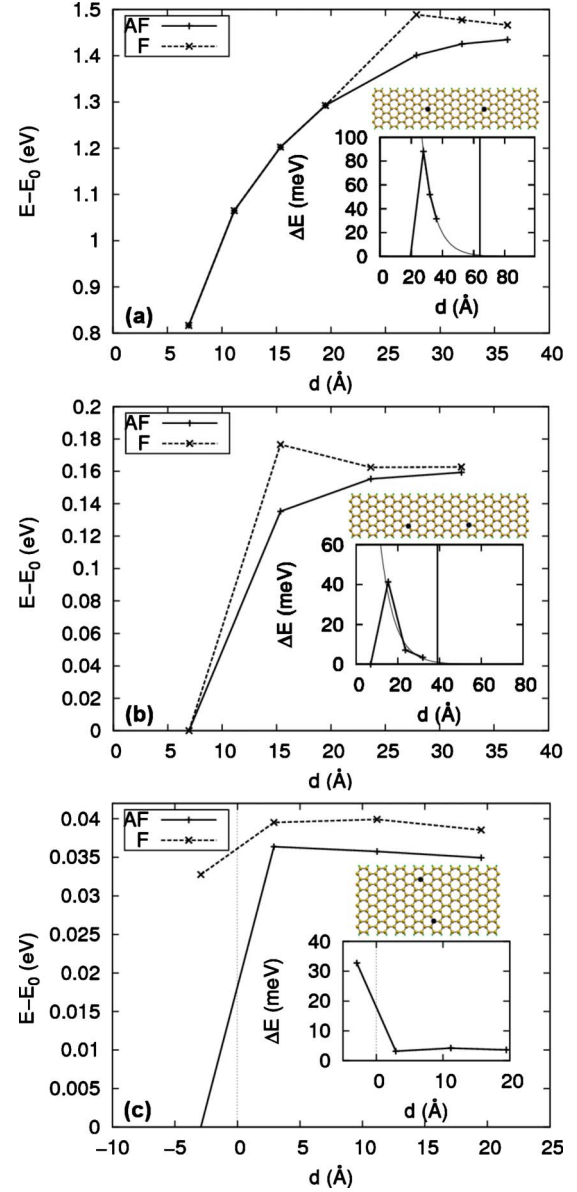 1.5
1.4
1.3
1.2
1.1
1
0.9
0.8
E−E0 (eV)
AF
F
(a)
0 5 10 15 20 25 30 35 40
d (Å)
100
80
60
40
20
0
ΔE (meV)
0 20 40 60 80
d (Å)
0.2
0.18
0.16
0.14
0.12
0.1
0.08
0.06
0.04
0.02
0
E−E0 (eV)
AF
F
(b)
0 5 10 15 20 25 30 35 40
d (Å)
60
40
20
0
ΔE (meV)
0 20 40 60 80
d (Å)
0.04
0.035
0.03
0.025
0.02
0.015
0.01
0.005
0
E−E0 (eV)
AF
F
(c)
−10 −5 0 5 10 15 20 25
d (Å)
40
30
20
10
0
ΔE (meV)
0 10 20
d (Å)